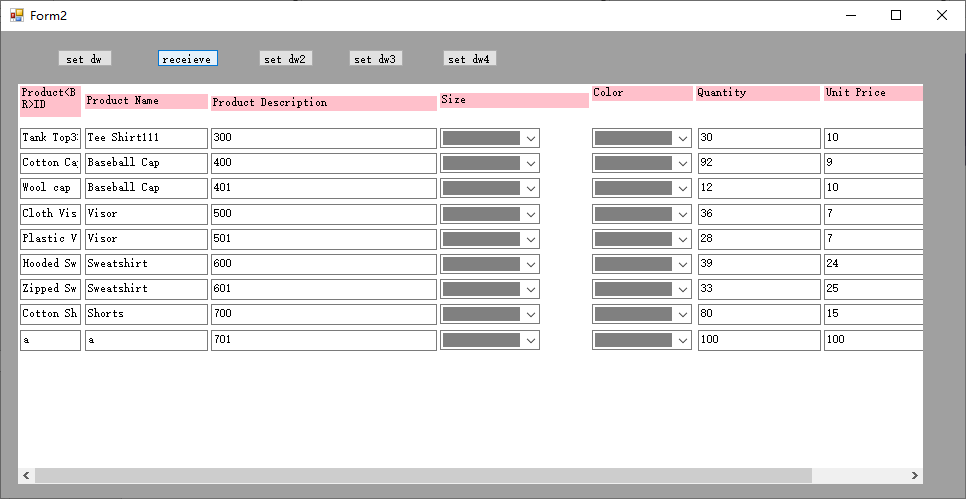 Form2
set dw receieve set dw2 set dw3 set dw4
Product<B
R>ID
Product Name Product Description Size Color Quantity Unit Price
Tank Top3 Tee Shirt111 300 30 10
Cotton Ca Baseball Cap 400 92 9
Wool cap Baseball Cap 401 12 10
Cloth Vis Visor 500 36 7
Plastic V Visor 501 28 7
Hooded Sw Sweatshirt 600 39 24
Zipped Sw Sweatshirt 601 33 25
Cotton Sh Shorts 700 80 15
a a 701 100 100